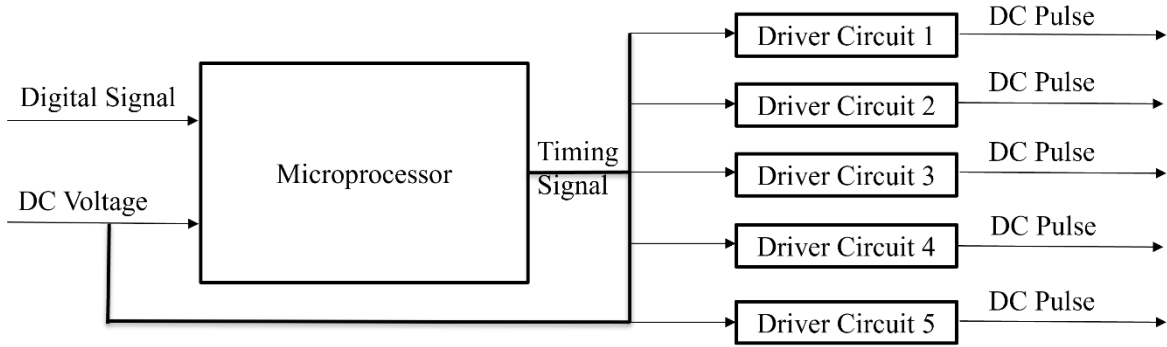 Digital Signal
DC Voltage
Microprocessor
Timing
Signal
Driver Circuit 1
DC Pulse
Driver Circuit 2
DC Pulse
Driver Circuit 3
DC Pulse
Driver Circuit 4
DC Pulse
Driver Circuit 5
DC Pulse